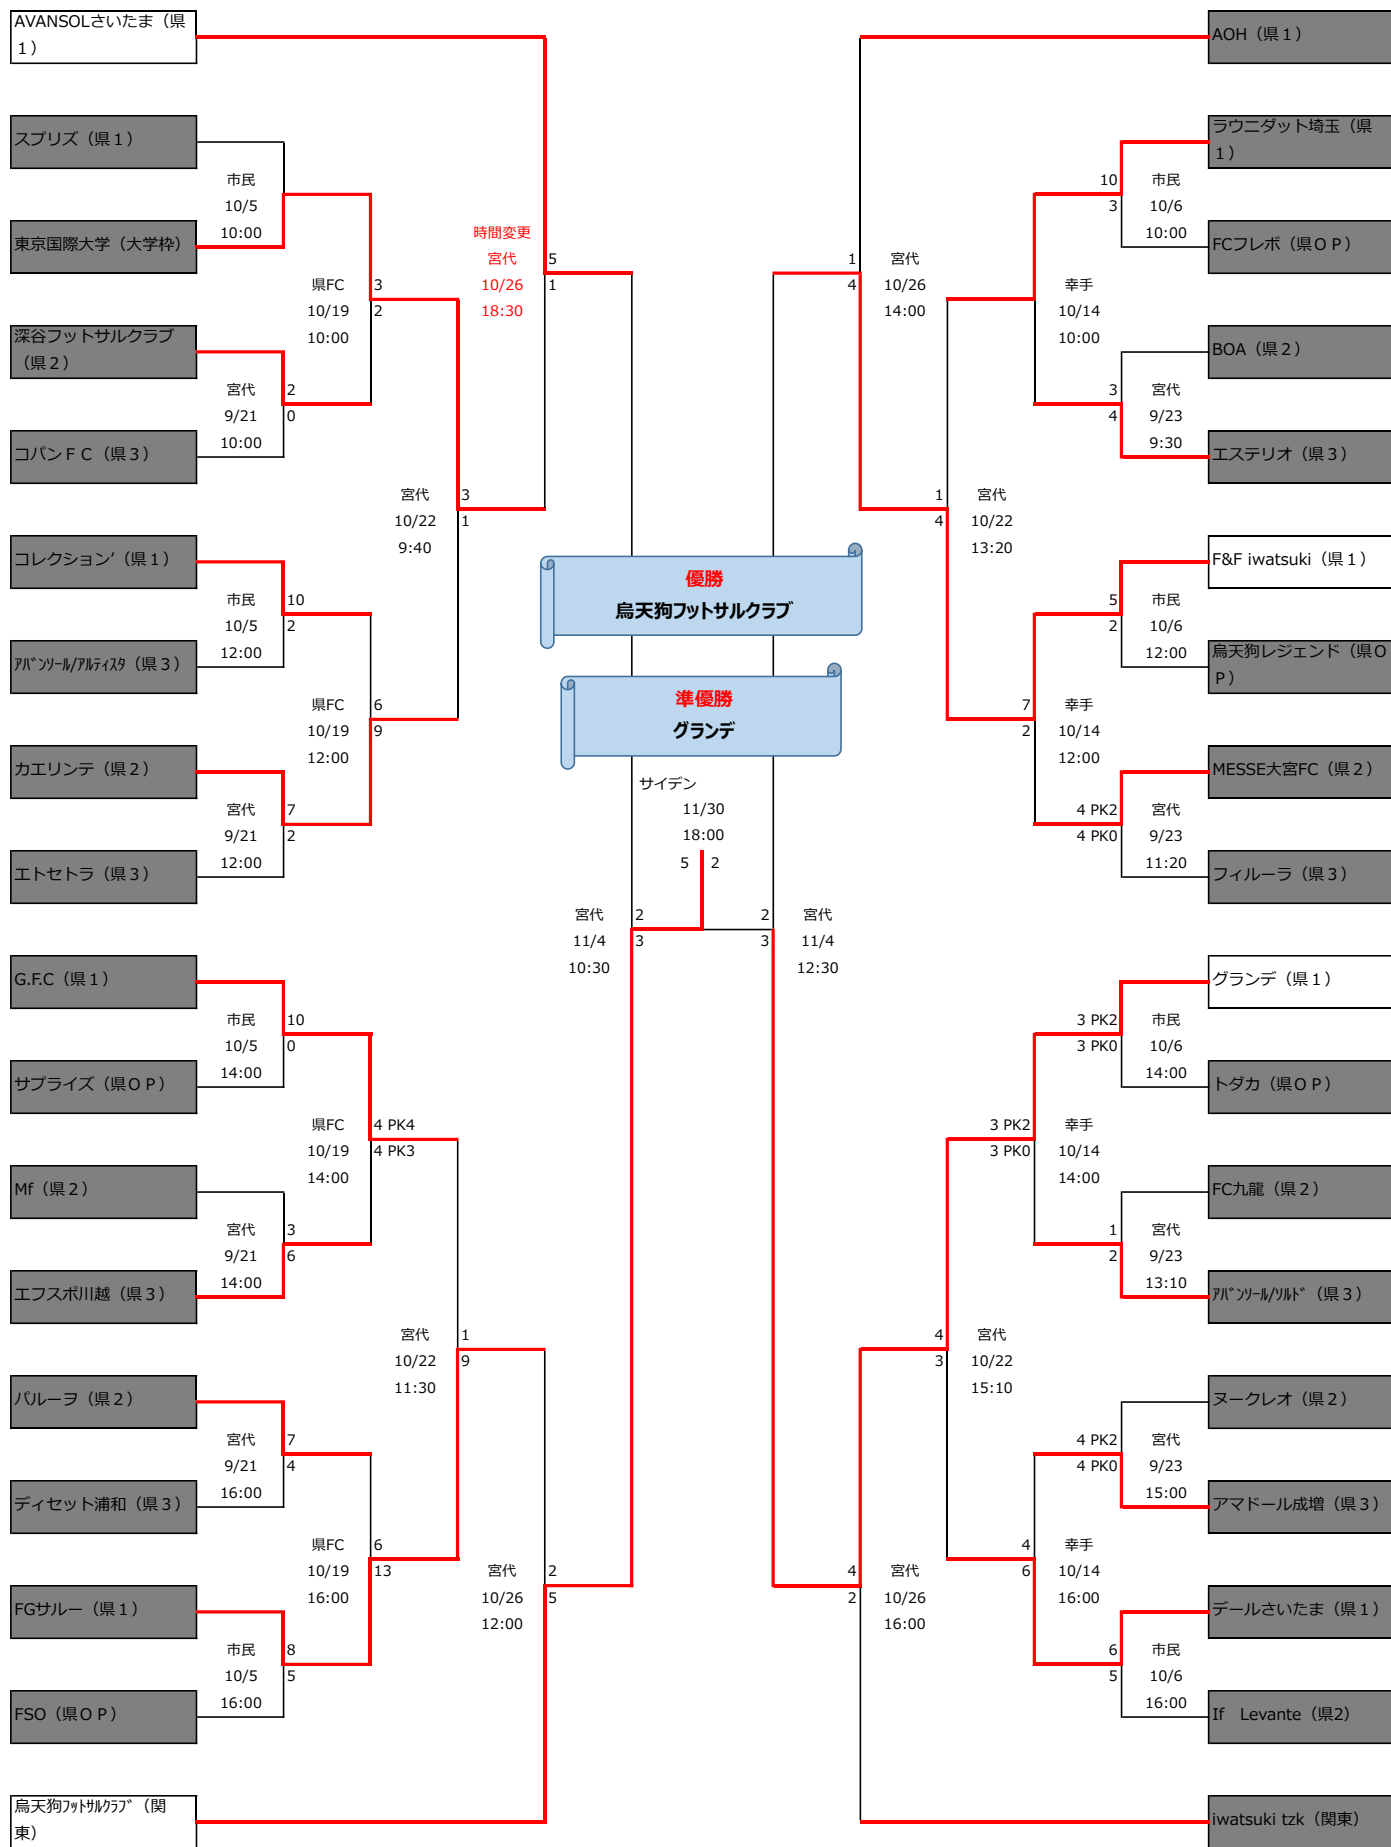 AVANSOLさいたま（県
1）
スプリズ（県１）
市民
10/5
10:00
東京国際大学（大学枠）
県FC
10/19
10:00
3
2
深谷フットサルクラブ
（県２）
宮代
9/21
10:00
2
0
コパンＦＣ（県３）
時間変更
宮代
10/26
18:30
5
1
宮代
10/22
9:40
3
1
コレクション’（県１）
市民
10/5
12:00
10
2
ｱﾊﾞﾝｿｰﾙ/ｱﾙﾃｨｽﾀ（県３）
県FC
10/19
12:00
6
9
カエリンテ（県２）
宮代
9/21
12:00
7
2
エトセトラ（県３）
G.F.C（県１）
市民
10/5
14:00
10
0
サプライズ（県ＯＰ）
県FC
10/19
14:00
4 PK4
4 PK3
Mf（県２）
宮代
9/21
14:00
3
6
エフスポ川越（県３）
宮代
10/22
11:30
1
9
パルーヲ（県２）
宮代
9/21
16:00
7
4
ディセット浦和（県３）
県FC
10/19
16:00
6
13
宮代
10/26
12:00
2
5
FGサルー（県１）
市民
10/5
16:00
8
5
FSO（県ＯＰ）
烏天狗ﾌｯﾄｻﾙｸﾗﾌﾞ（関
東）
優勝
烏天狗フットサルクラブ
準優勝
グランデ
サイデン
11/30
18:00
5
2
宮代
11/4
10:30
2
3
2
3
宮代
11/4
12:30
AOH（県１）
ラウニダット埼玉（県
1）
10
3
市民
10/6
10:00
FCフレボ（県ＯＰ）
1
4
宮代
10/26
14:00
幸手
10/14
10:00
BOA（県２）
3
4
宮代
9/23
9:30
エステリオ（県３）
1
4
宮代
10/22
13:20
F&F iwatsuki（県１）
5
2
市民
10/6
12:00
烏天狗レジェンド（県Ｏ
Ｐ）
7
2
幸手
10/14
12:00
MESSE大宮FC（県２）
4 PK2
4 PK0
宮代
9/23
11:20
フィルーラ（県３）
グランデ（県１）
3 PK2
3 PK0
市民
10/6
14:00
トダカ（県ＯＰ）
3 PK2
3 PK0
幸手
10/14
14:00
FC九龍（県２）
1
2
宮代
9/23
13:10
ｱﾊﾞﾝｿｰﾙ/ｿﾙﾄﾞ（県３）
4
3
宮代
10/22
15:10
ヌークレオ（県２）
4 PK2
4 PK0
宮代
9/23
15:00
アマドール成増（県３）
4
6
幸手
10/14
16:00
4
2
宮代
10/26
16:00
デールさいたま（県１）
6
5
市民
10/6
16:00
If　Levante（県2）
iwatsuki tzk（関東）